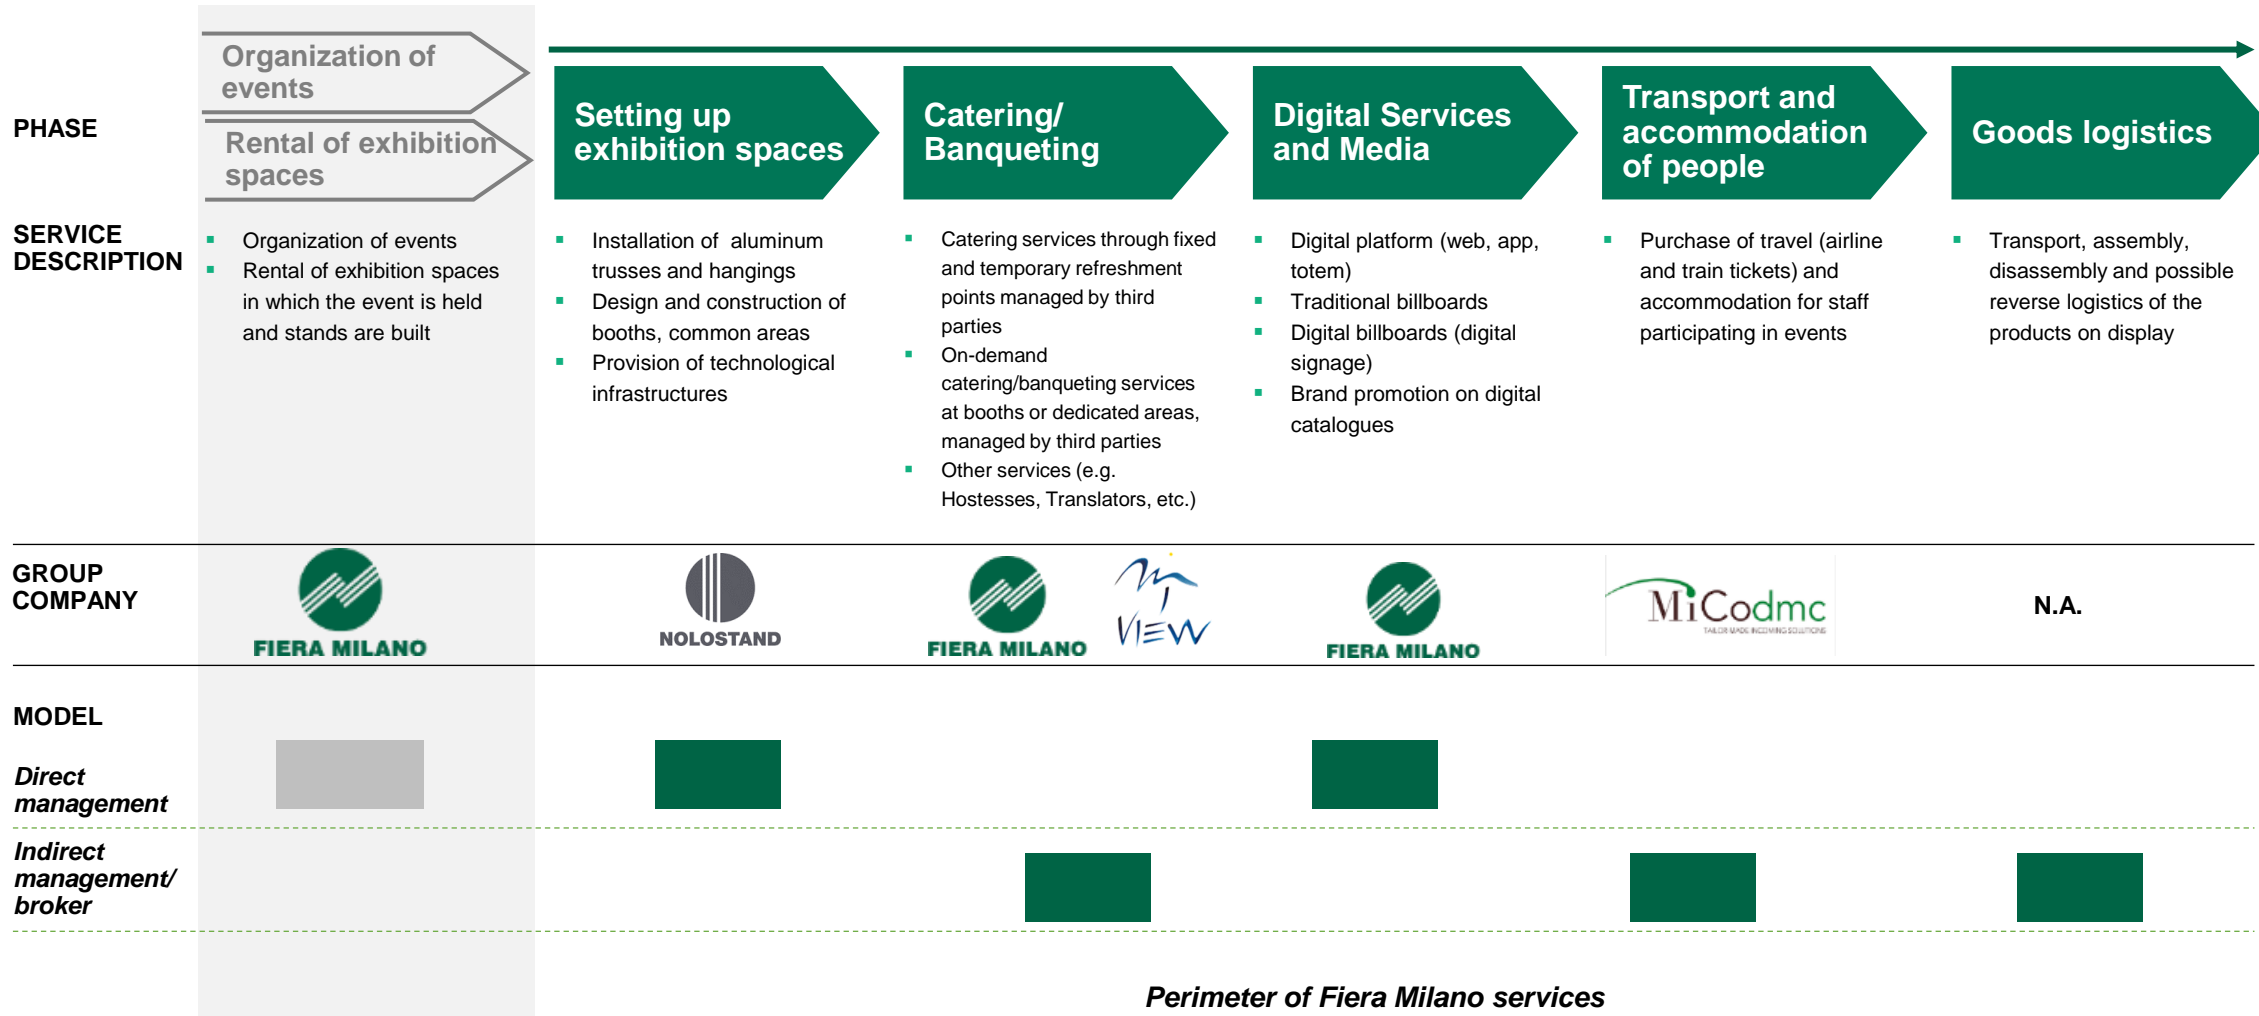 Organization of
events
Rental of exhibition
spaces
PHASE
Setting up
exhibition spaces
Catering/
Banqueting
Digital Services
and Media
Transport and
accommodation
of people
Goods logistics
SERVICE
DESCRIPTION
▪ Organization of events
▪ Rental of exhibition spaces
in which the event is held
and stands are built
▪ Installation of  aluminum
trusses and hangings
▪ Design and construction of
booths, common areas
▪ Provision of technological
infrastructures
▪ Catering services through fixed
and temporary refreshment
points managed by third
parties
▪ On-demand
catering/banqueting services
at booths or dedicated areas,
managed by third parties
▪ Other services (e.g.
Hostesses, Translators, etc.)
▪ Digital platform (web, app,
totem)
▪ Traditional billboards
▪ Digital billboards (digital
signage)
▪ Brand promotion on digital
catalogues
▪ Purchase of travel (airline
and train tickets) and
accommodation for staff
participating in events
▪ Transport, assembly,
disassembly and possible
reverse logistics of the
products on display
GROUP
COMPANY
FIERA MILANO
NOLOSTAND
FIERA MILANO
MI
VIEW
FIERA MILANO
MiCodmc
TAILOR-MADE INCOMING SOLUTIONS
N.A.
MODEL
Direct
management
Indirect
management/
broker
Perimeter of Fiera Milano services